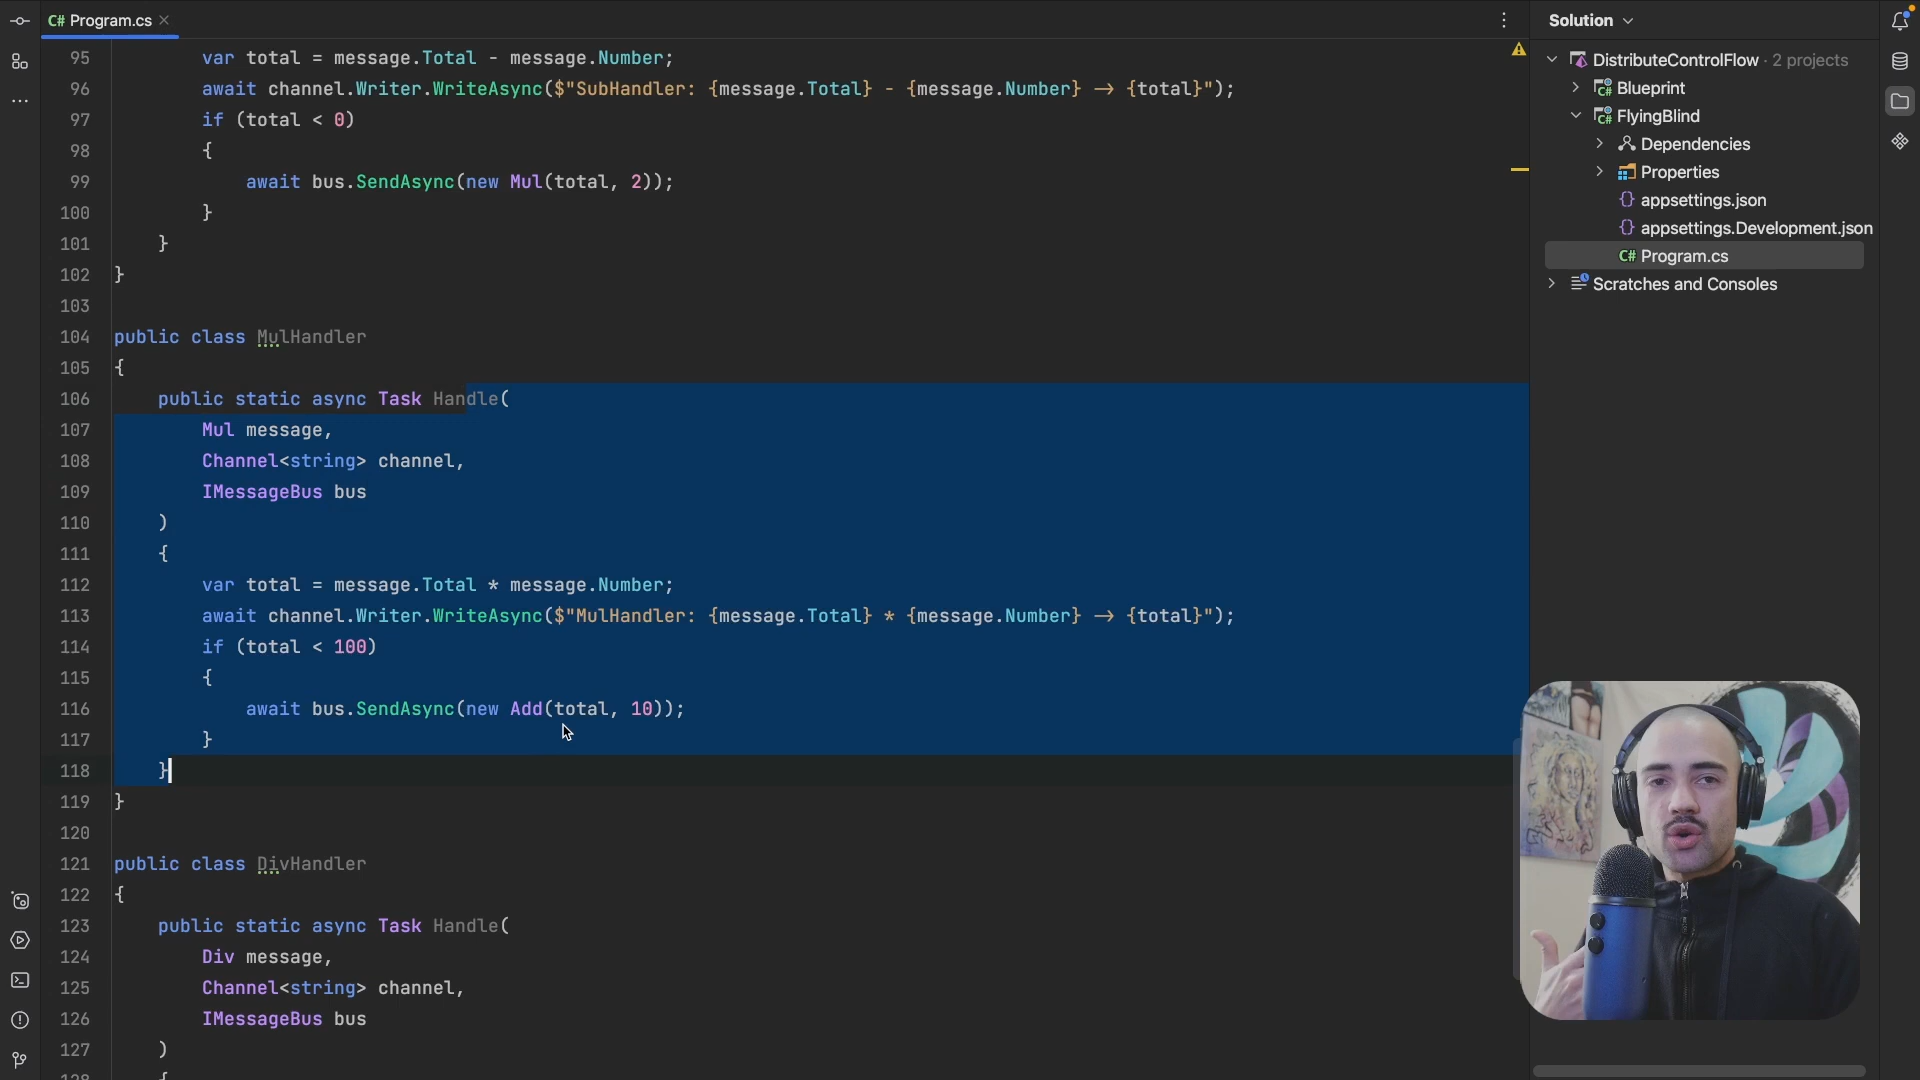 C# Program.cs
Solution
95 var total = message.Total - message.Number;
96 await channel.Writer.WriteAsync($"SubHandler: {message.Total} - {message.Number} → {total}");
97 if (total < 0)
98 {
99 await bus.SendAsync(new Mul(total, 2));
100 }
101 }
102 }
103
104 public class MulHandler
105 {
106 public static async Task Handle(
107 Mul message,
108 Channel<string> channel,
109 IMessageBus bus
110 )
111 {
112 var total = message.Total * message.Number;
113 await channel.Writer.WriteAsync($"MulHandler: {message.Total} * {message.Number} → {total}");
114 if (total < 100)
115 {
116 await bus.SendAsync(new Add(total, 10));
117 }
118 }
119 }
120
121 public class DivHandler
122 {
123 public static async Task Handle(
124 Div message,
125 Channel<string> channel,
126 IMessageBus bus
127 )
128 {
DistributeControlFlow · 2 projects
C# Blueprint
C# FlyingBlind
Dependencies
Properties
{} appsettings.json
{} appsettings.Development.json
C# Program.cs
Scratches and Consoles